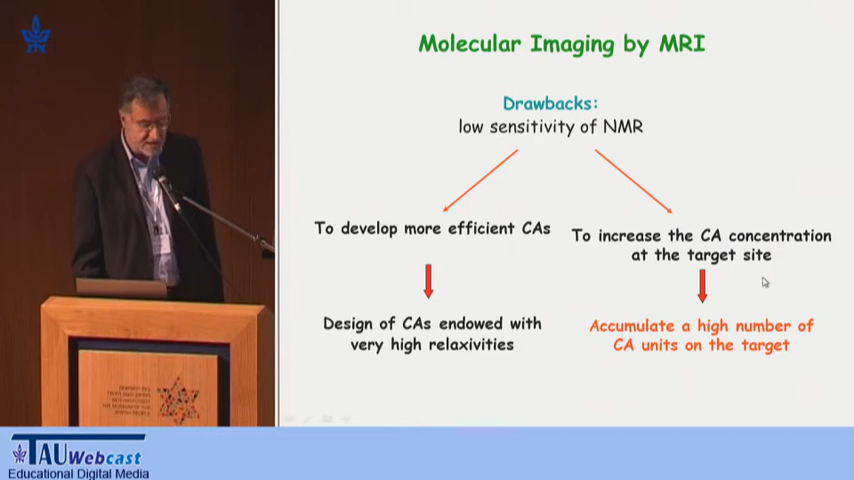 Molecular Imaging by MRI
Drawbacks:
low sensitivity of NMR
To develop more efficient CAs
To increase the CA concentration
at the target site
Design of CAs endowed with
very high relaxivities
Accumulate a high number of
CA units on the target
TAU Webcast
Educational Digital Media